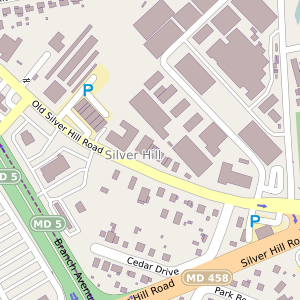 P
Old Silver Hill Road
P
Silver Hill
MD 5
MD 5
Branch Avenue
P
Silver Hill Ro
Cedar Drive
MD 458
Hill Road
Park Ro